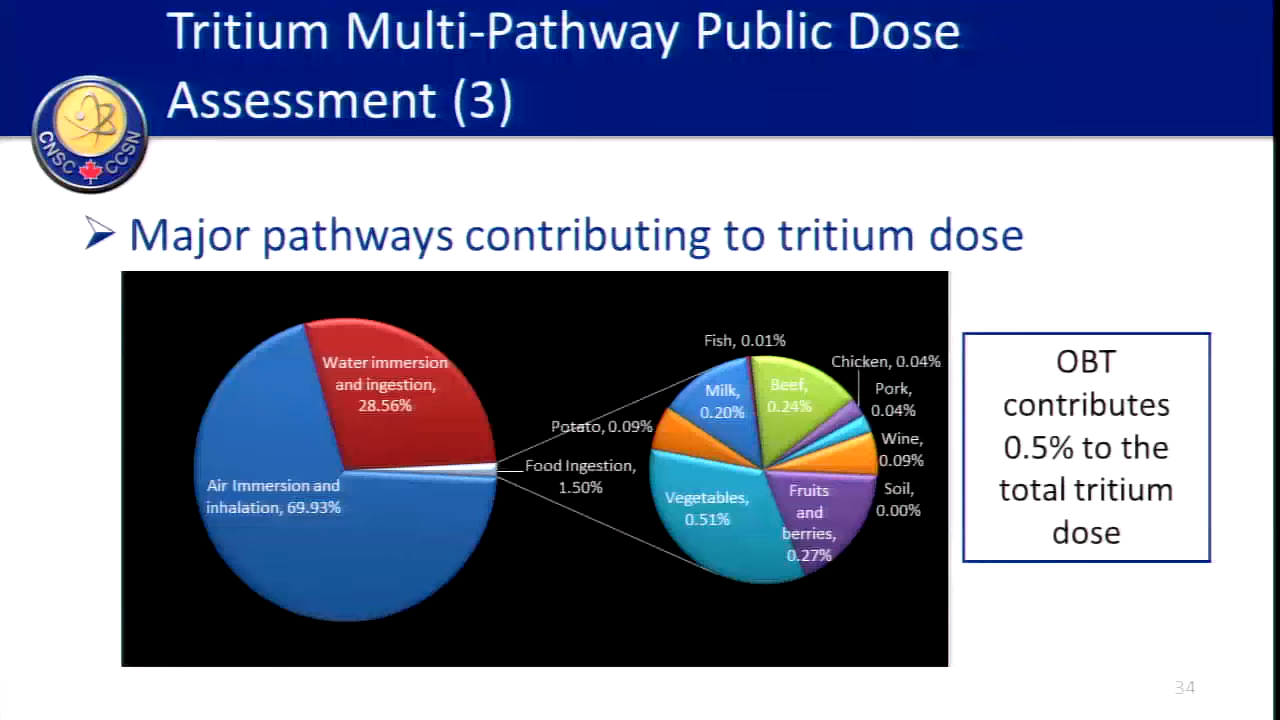 Tritium Multi-Pathway Public Dose
Assessment (3)
CNSC CCSN
Major pathways contributing to tritium dose
Water immersion
and ingestion,
28.56%
Air Immersion and
inhalation, 69.93%
Food Ingestion,
1.50%
Fish, 0.01%
Milk,
0.20%
Beef,
0.24%
Chicken, 0.04%
Pork,
0.04%
Potato, 0.09%
Wine,
0.09%
Vegetables,
0.51%
Fruits
and
berries,
0.27%
Soil,
0.00%
OBT
contributes
0.5% to the
total tritium
dose
34